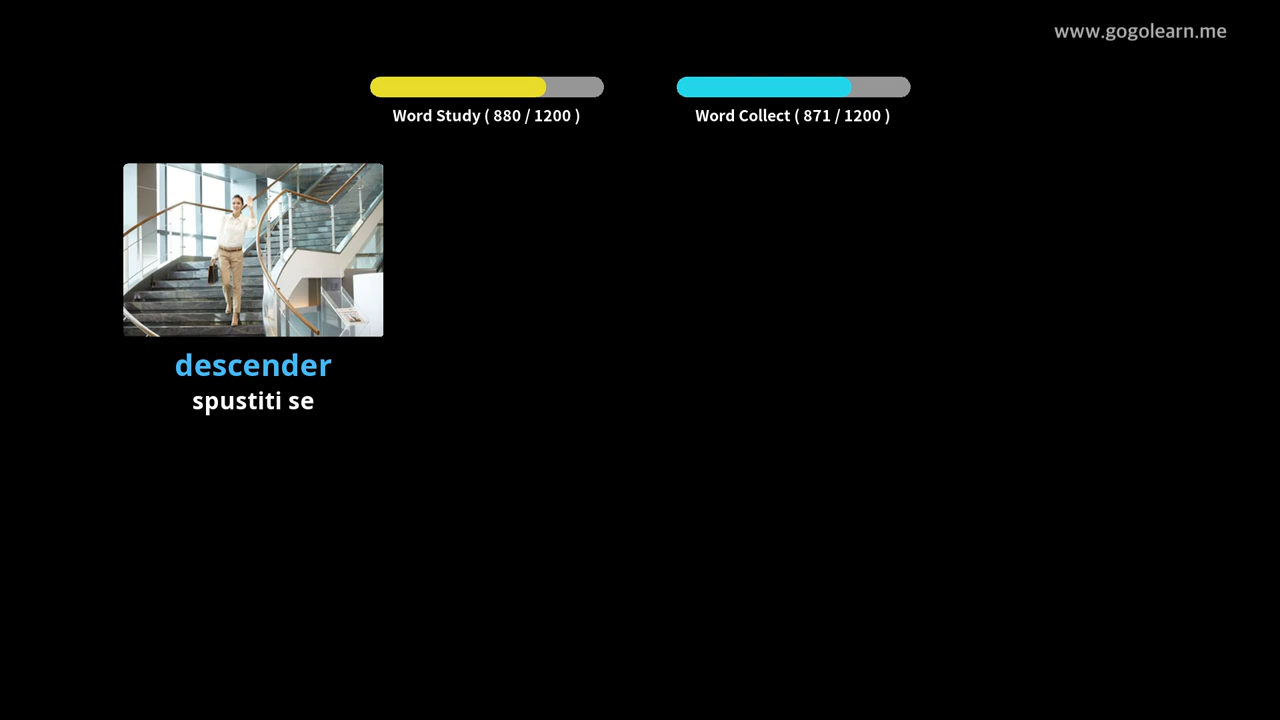 www.gogolearn.me
Word Study ( 880 / 1200 )
Word Collect ( 871 / 1200 )
descender
spustiti se